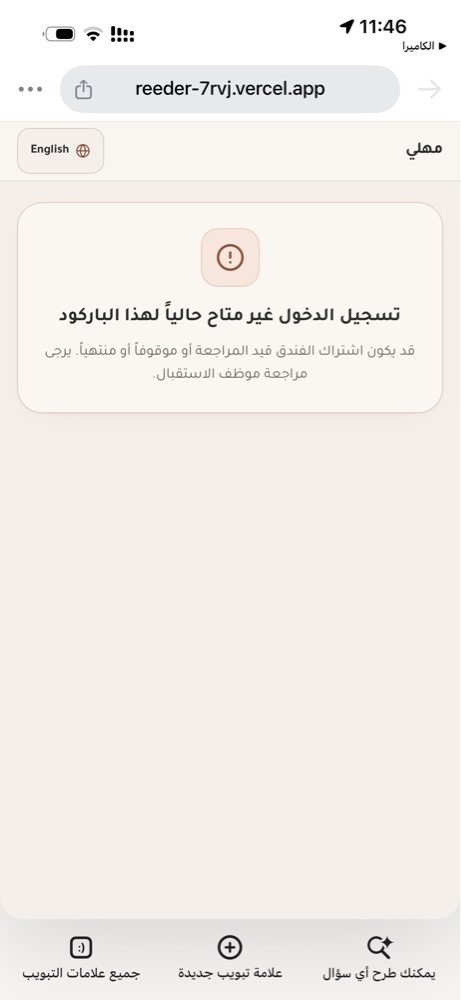 11:46
الكاميرا
reeder-7rvj.vercel.app
مهلي
English
تسجيل الدخول غير متاح حالياً لهذا الباركود
قد يكون اشتراك الفندق قيد المراجعة أو موقوفاً أو منتهياً. يرجى
مراجعة موظف الاستقبال.
يمكنك طرح أي سؤال
علامة تبويب جديدة
جميع علامات التبويب